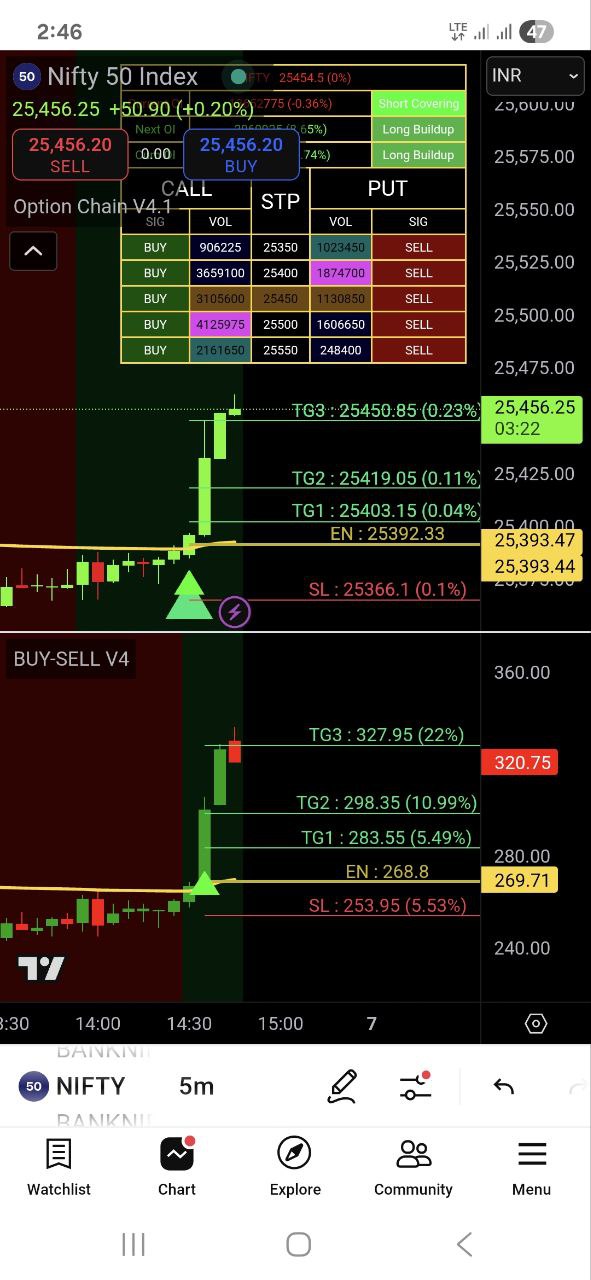 2:46
LTE
47
50 Nifty 50 Index
25454.5 (0%)
INR
25,456.25 +50.90 (+0.20%)
(-0.36%)
Short Covering
25,600.00
25,456.20
SELL
0.00
25,456.20
BUY
Next OI
Long Buildup
Long Buildup
25,575.00
Option Chain V4.1
CALL STP PUT
25,550.00
SIG VOL VOL SIG
BUY 906225 25350 1023450 SELL
25,525.00
BUY 3659100 25400 1874700 SELL
BUY 3105600 25450 1130850 SELL
25,500.00
BUY 4125975 25500 1606650 SELL
BUY 2161650 25550 248400 SELL
25,475.00
TG3 : 25450.85 (0.23%)
25,456.25
03:22
TG2 : 25419.05 (0.11%)
25,425.00
TG1 : 25403.15 (0.04%)
25,400.00
EN : 25392.33
25,393.47
25,393.44
25,375.00
SL : 25366.1 (0.1%)
BUY-SELL V4
360.00
TG3 : 327.95 (22%)
320.75
TG2 : 298.35 (10.99%)
TG1 : 283.55 (5.49%)
280.00
EN : 268.8
269.71
SL : 253.95 (5.53%)
240.00
3:30 14:00 14:30 15:00 7
50 NIFTY 5m
Watchlist Chart Explore Community Menu